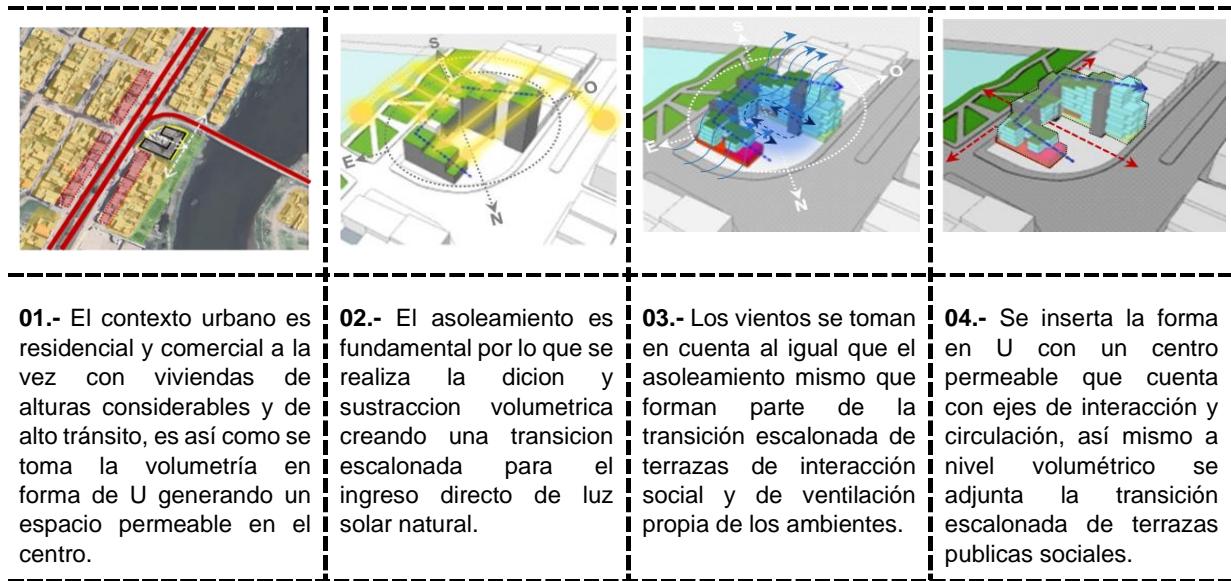 S
O
E
N
S
O
E
N
01.- El contexto urbano es
residencial y comercial a la
vez con viviendas de
alturas considerables y de
alto tránsito, es así como se
toma la volumetría en
forma de U generando un
espacio permeable en el
centro.
02.- El asoleamiento es
fundamental por lo que se
realiza la dicion y
sustraccion volumetrica
creando una transicion
escalonada para el
ingreso directo de luz
solar natural.
03.- Los vientos se toman
en cuenta al igual que el
asoleamiento mismo que
forman parte de la
transición escalonada de
terrazas de interacción
social y de ventilación
propia de los ambientes.
04.- Se inserta la forma
en U con un centro
permeable que cuenta
con ejes de interacción y
circulación, así mismo a
nivel volumétrico se
adjunta la transición
escalonada de terrazas
publicas sociales.